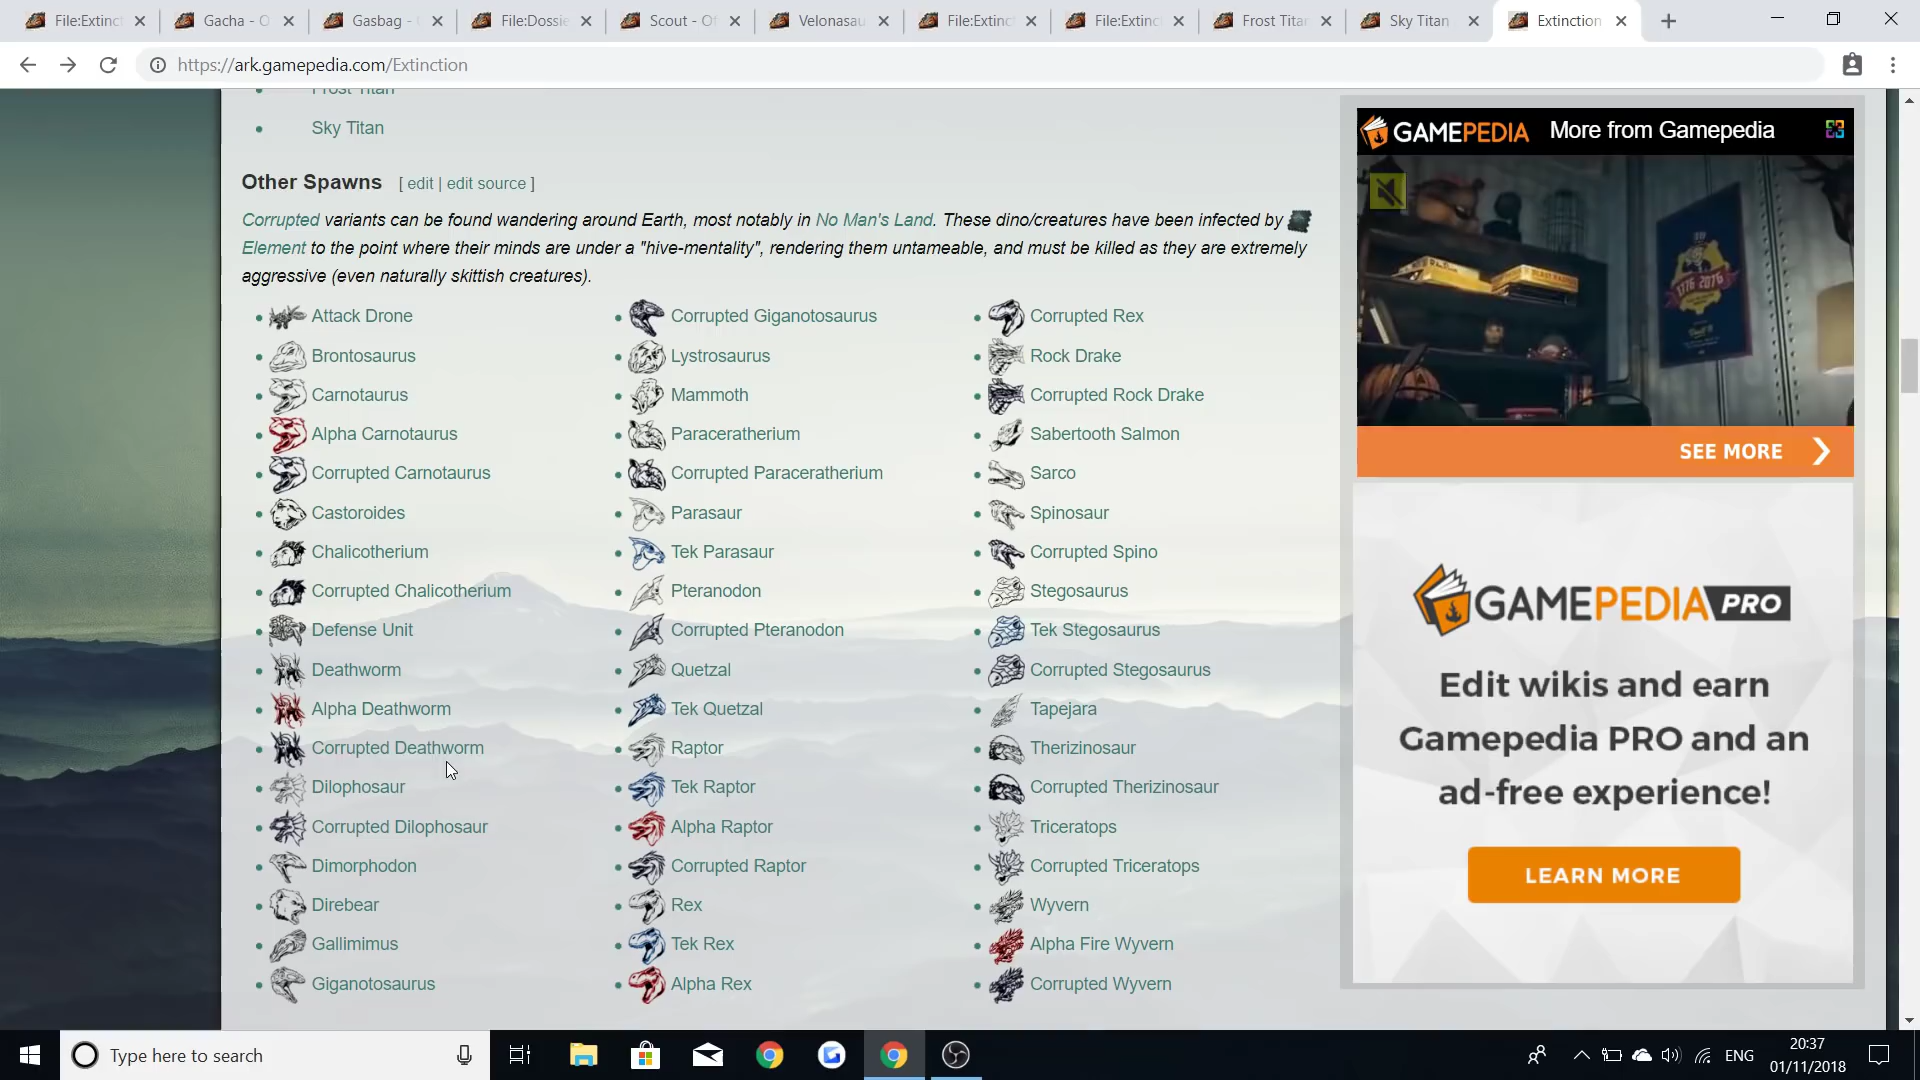 File:Extinct
Gacha - O
Gasbag -
File:Dossie
Scout - Of
Velonasau
File:Extinc
File:Extinc
Frost Titan
Sky Titan
Extinction
https://ark.gamepedia.com/Extinction
Frost Titan
Sky Titan
Other Spawns [ edit | edit source ]
Corrupted variants can be found wandering around Earth, most notably in No Man's Land. These dino/creatures have been infected by
Element to the point where their minds are under a "hive-mentality", rendering them untameable, and must be killed as they are extremely
aggressive (even naturally skittish creatures).
Attack Drone
Brontosaurus
Carnotaurus
Alpha Carnotaurus
Corrupted Carnotaurus
Castoroides
Chalicotherium
Corrupted Chalicotherium
Defense Unit
Deathworm
Alpha Deathworm
Corrupted Deathworm
Dilophosaur
Corrupted Dilophosaur
Dimorphodon
Direbear
Gallimimus
Giganotosaurus
Corrupted Giganotosaurus
Lystrosaurus
Mammoth
Paraceratherium
Corrupted Paraceratherium
Parasaur
Tek Parasaur
Pteranodon
Corrupted Pteranodon
Quetzal
Tek Quetzal
Raptor
Tek Raptor
Alpha Raptor
Corrupted Raptor
Rex
Tek Rex
Alpha Rex
Corrupted Rex
Rock Drake
Corrupted Rock Drake
Sabertooth Salmon
Sarco
Spinosaur
Corrupted Spino
Stegosaurus
Tek Stegosaurus
Corrupted Stegosaurus
Tapejara
Therizinosaur
Corrupted Therizinosaur
Triceratops
Corrupted Triceratops
Wyvern
Alpha Fire Wyvern
Corrupted Wyvern
GAMEPEDIA More from Gamepedia
1776 2076
SEE MORE
GAMEPEDIA PRO
Edit wikis and earn
Gamepedia PRO and an
ad-free experience!
LEARN MORE
Type here to search
ENG
20:37
01/11/2018